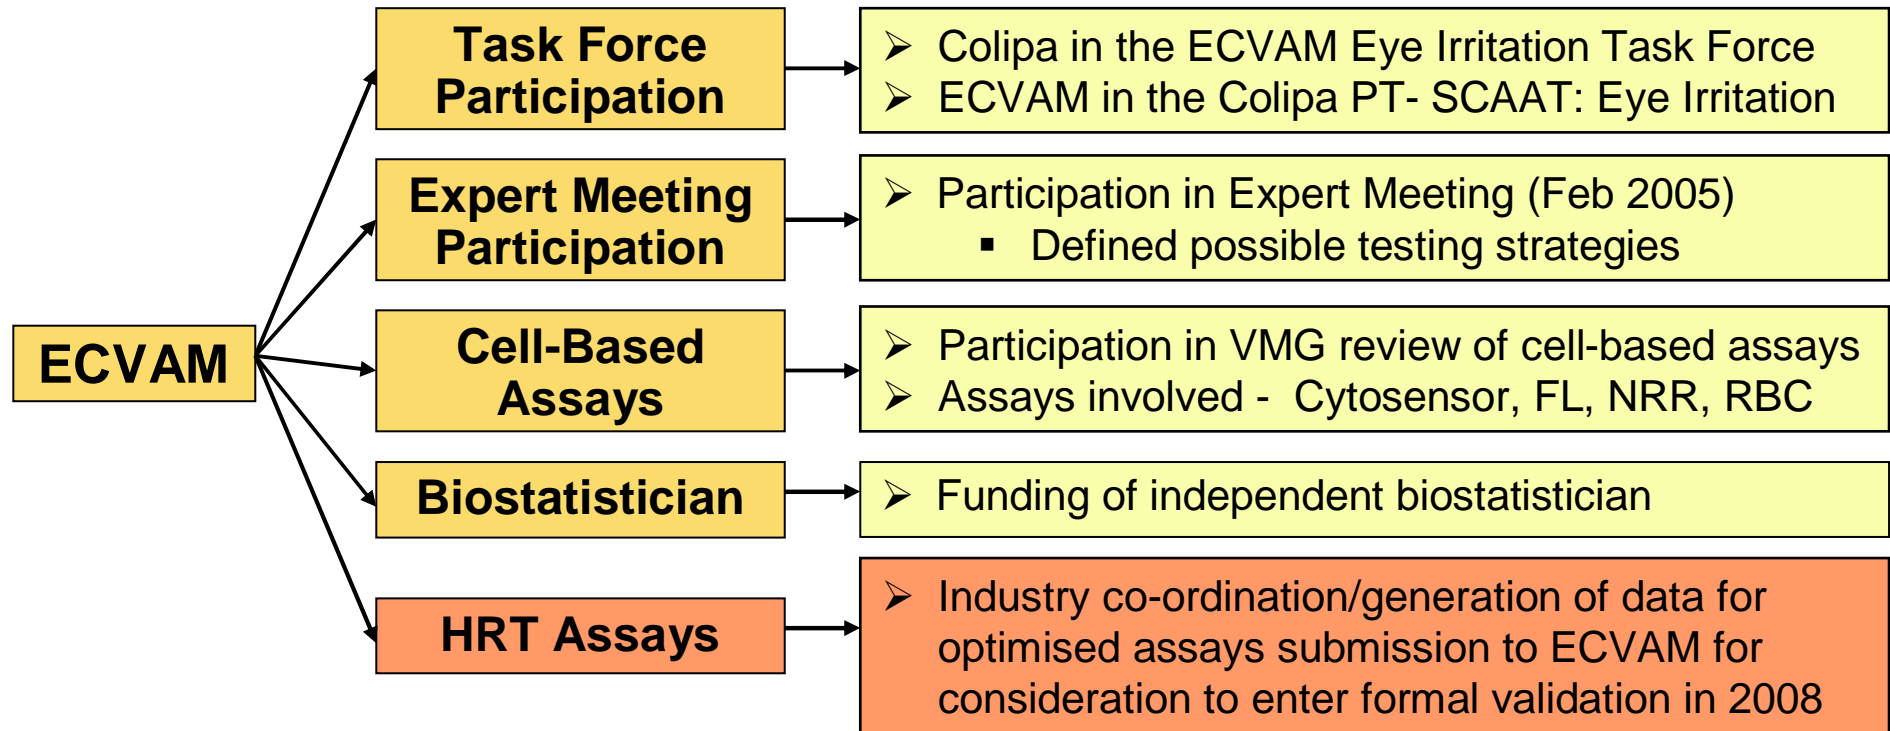 Task Force
Participation
➢ Colipa in the ECVAM Eye Irritation Task Force
➢ ECVAM in the Colipa PT- SCAAT: Eye Irritation
Expert Meeting
Participation
➢ Participation in Expert Meeting (Feb 2005)
▪ Defined possible testing strategies
ECVAM
Cell-Based
Assays
➢ Participation in VMG review of cell-based assays
➢ Assays involved - Cytosensor, FL, NRR, RBC
Biostatistician
➢ Funding of independent biostatistician
HRT Assays
➢ Industry co-ordination/generation of data for
optimised assays submission to ECVAM for
consideration to enter formal validation in 2008